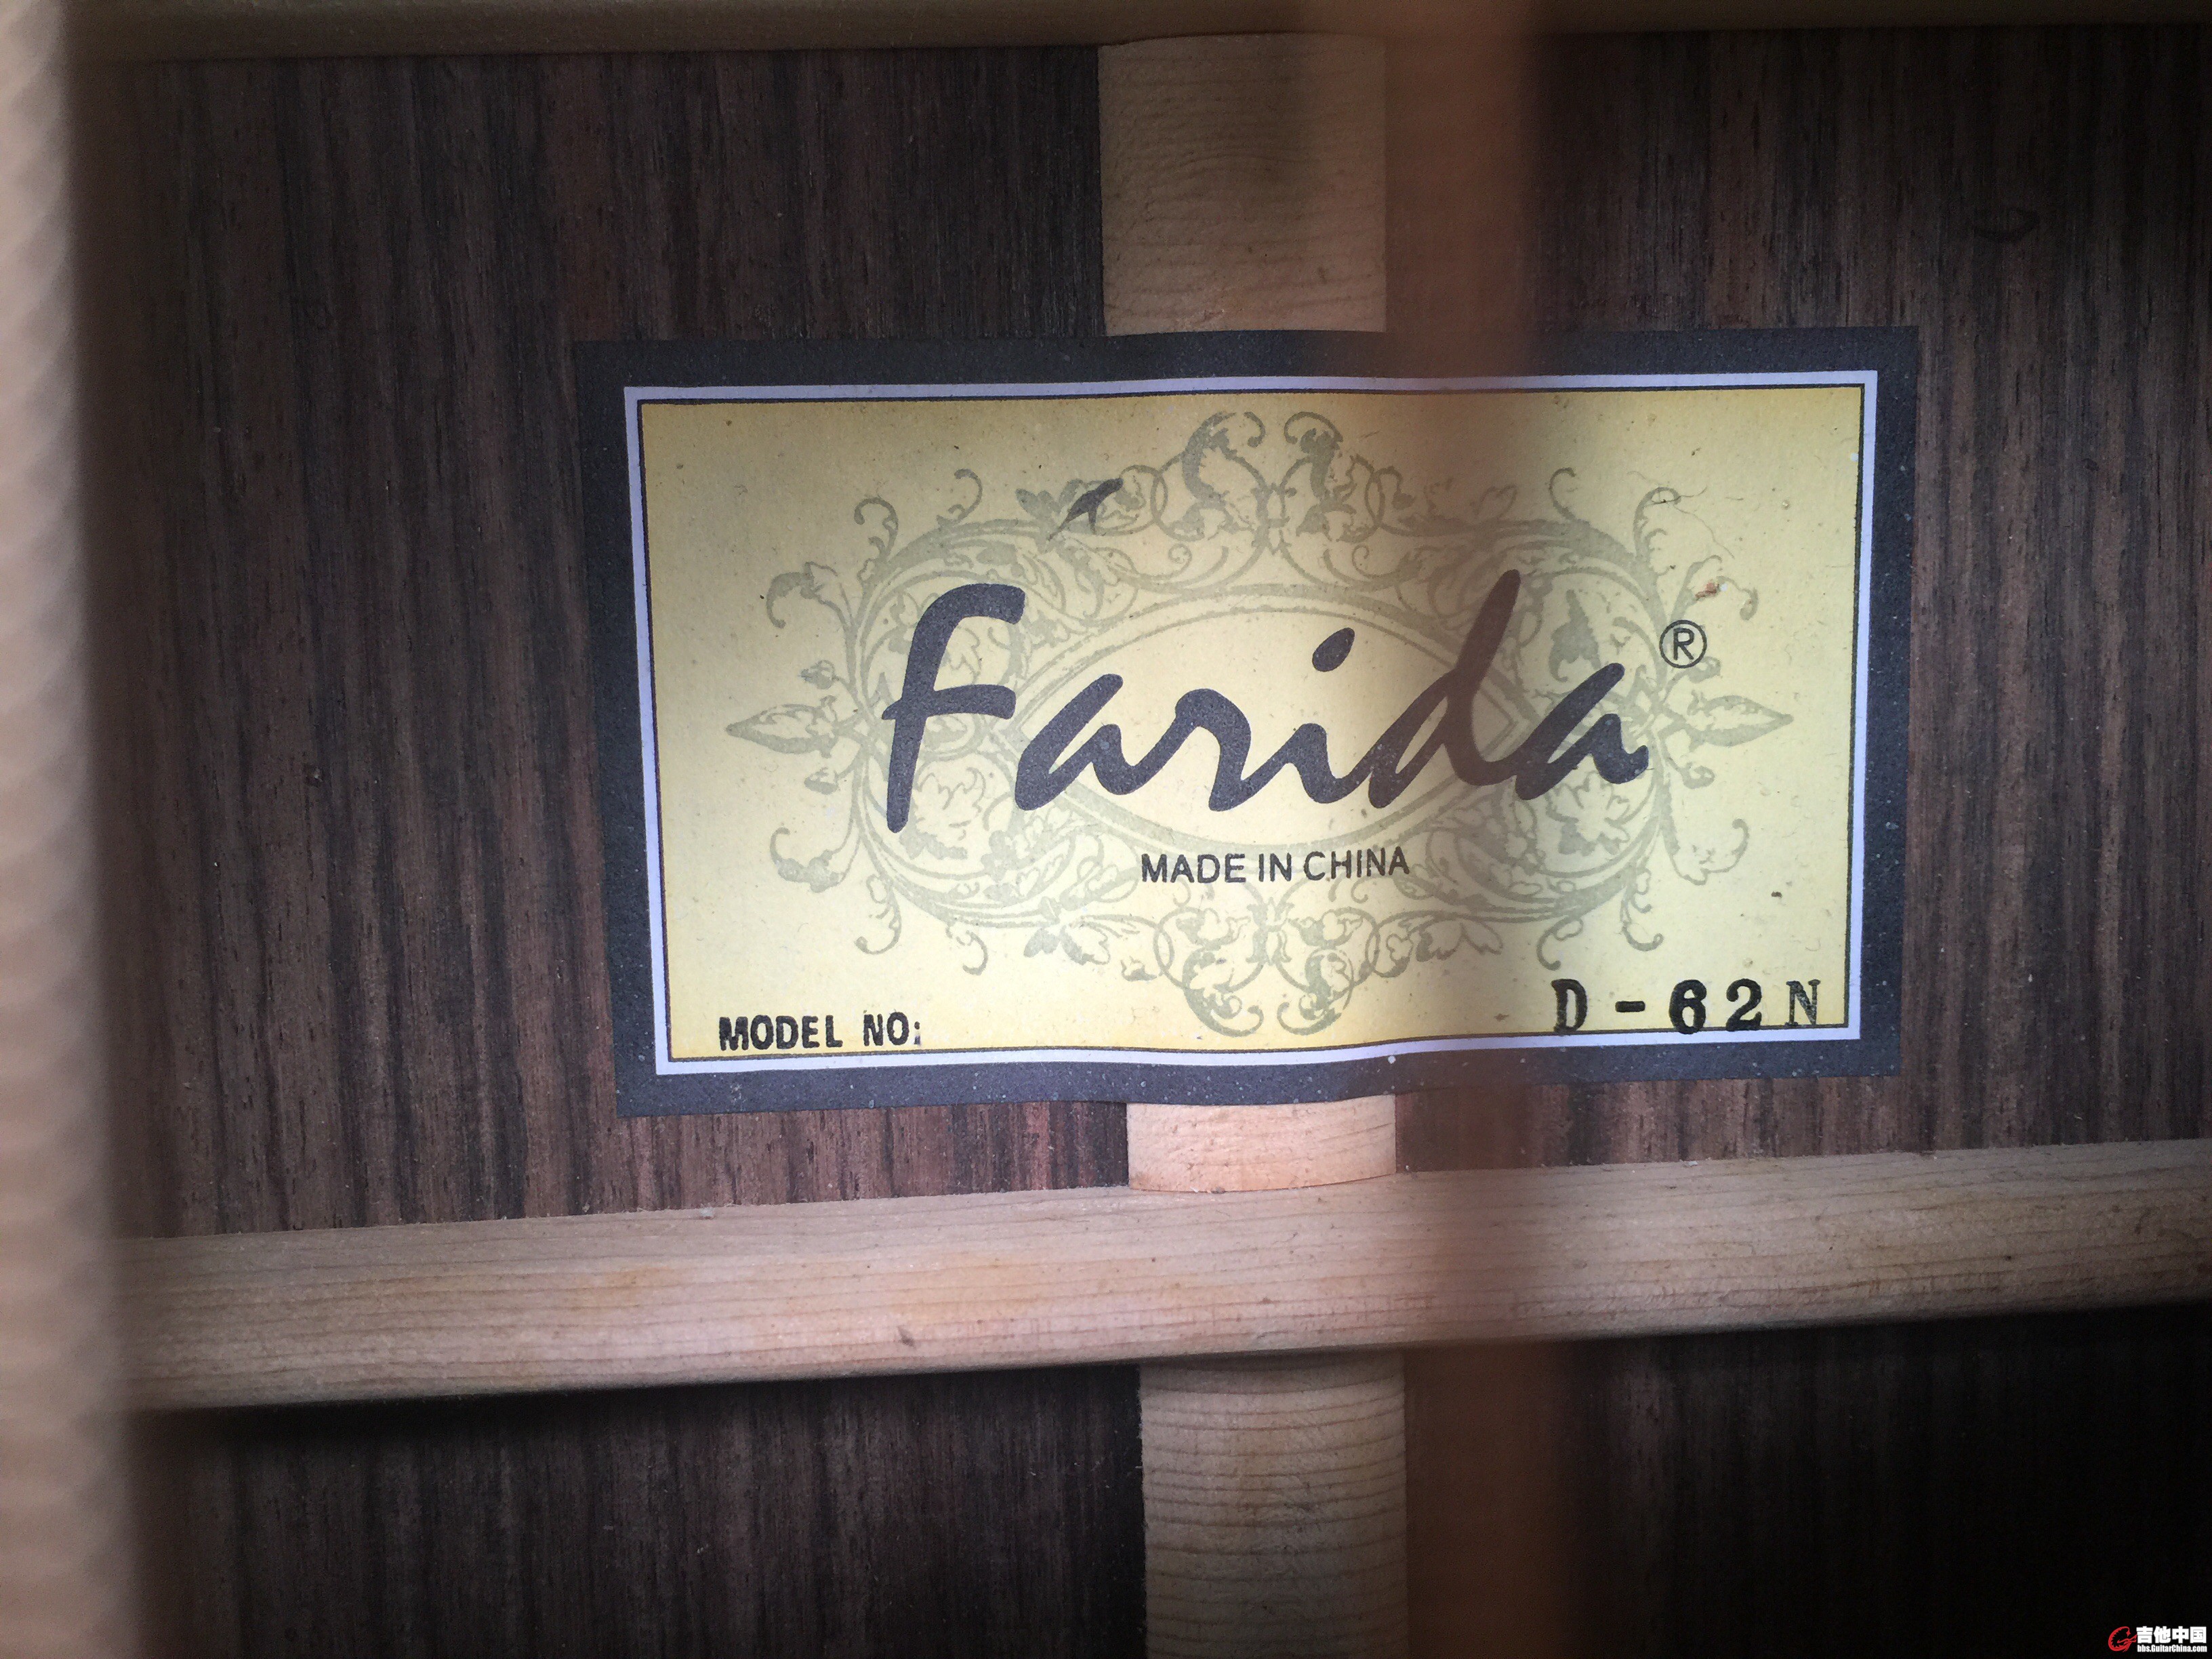 Farida®
MADE IN CHINA
MODEL NO: D-62N
吉他中国
bbs.GuitarChina.com